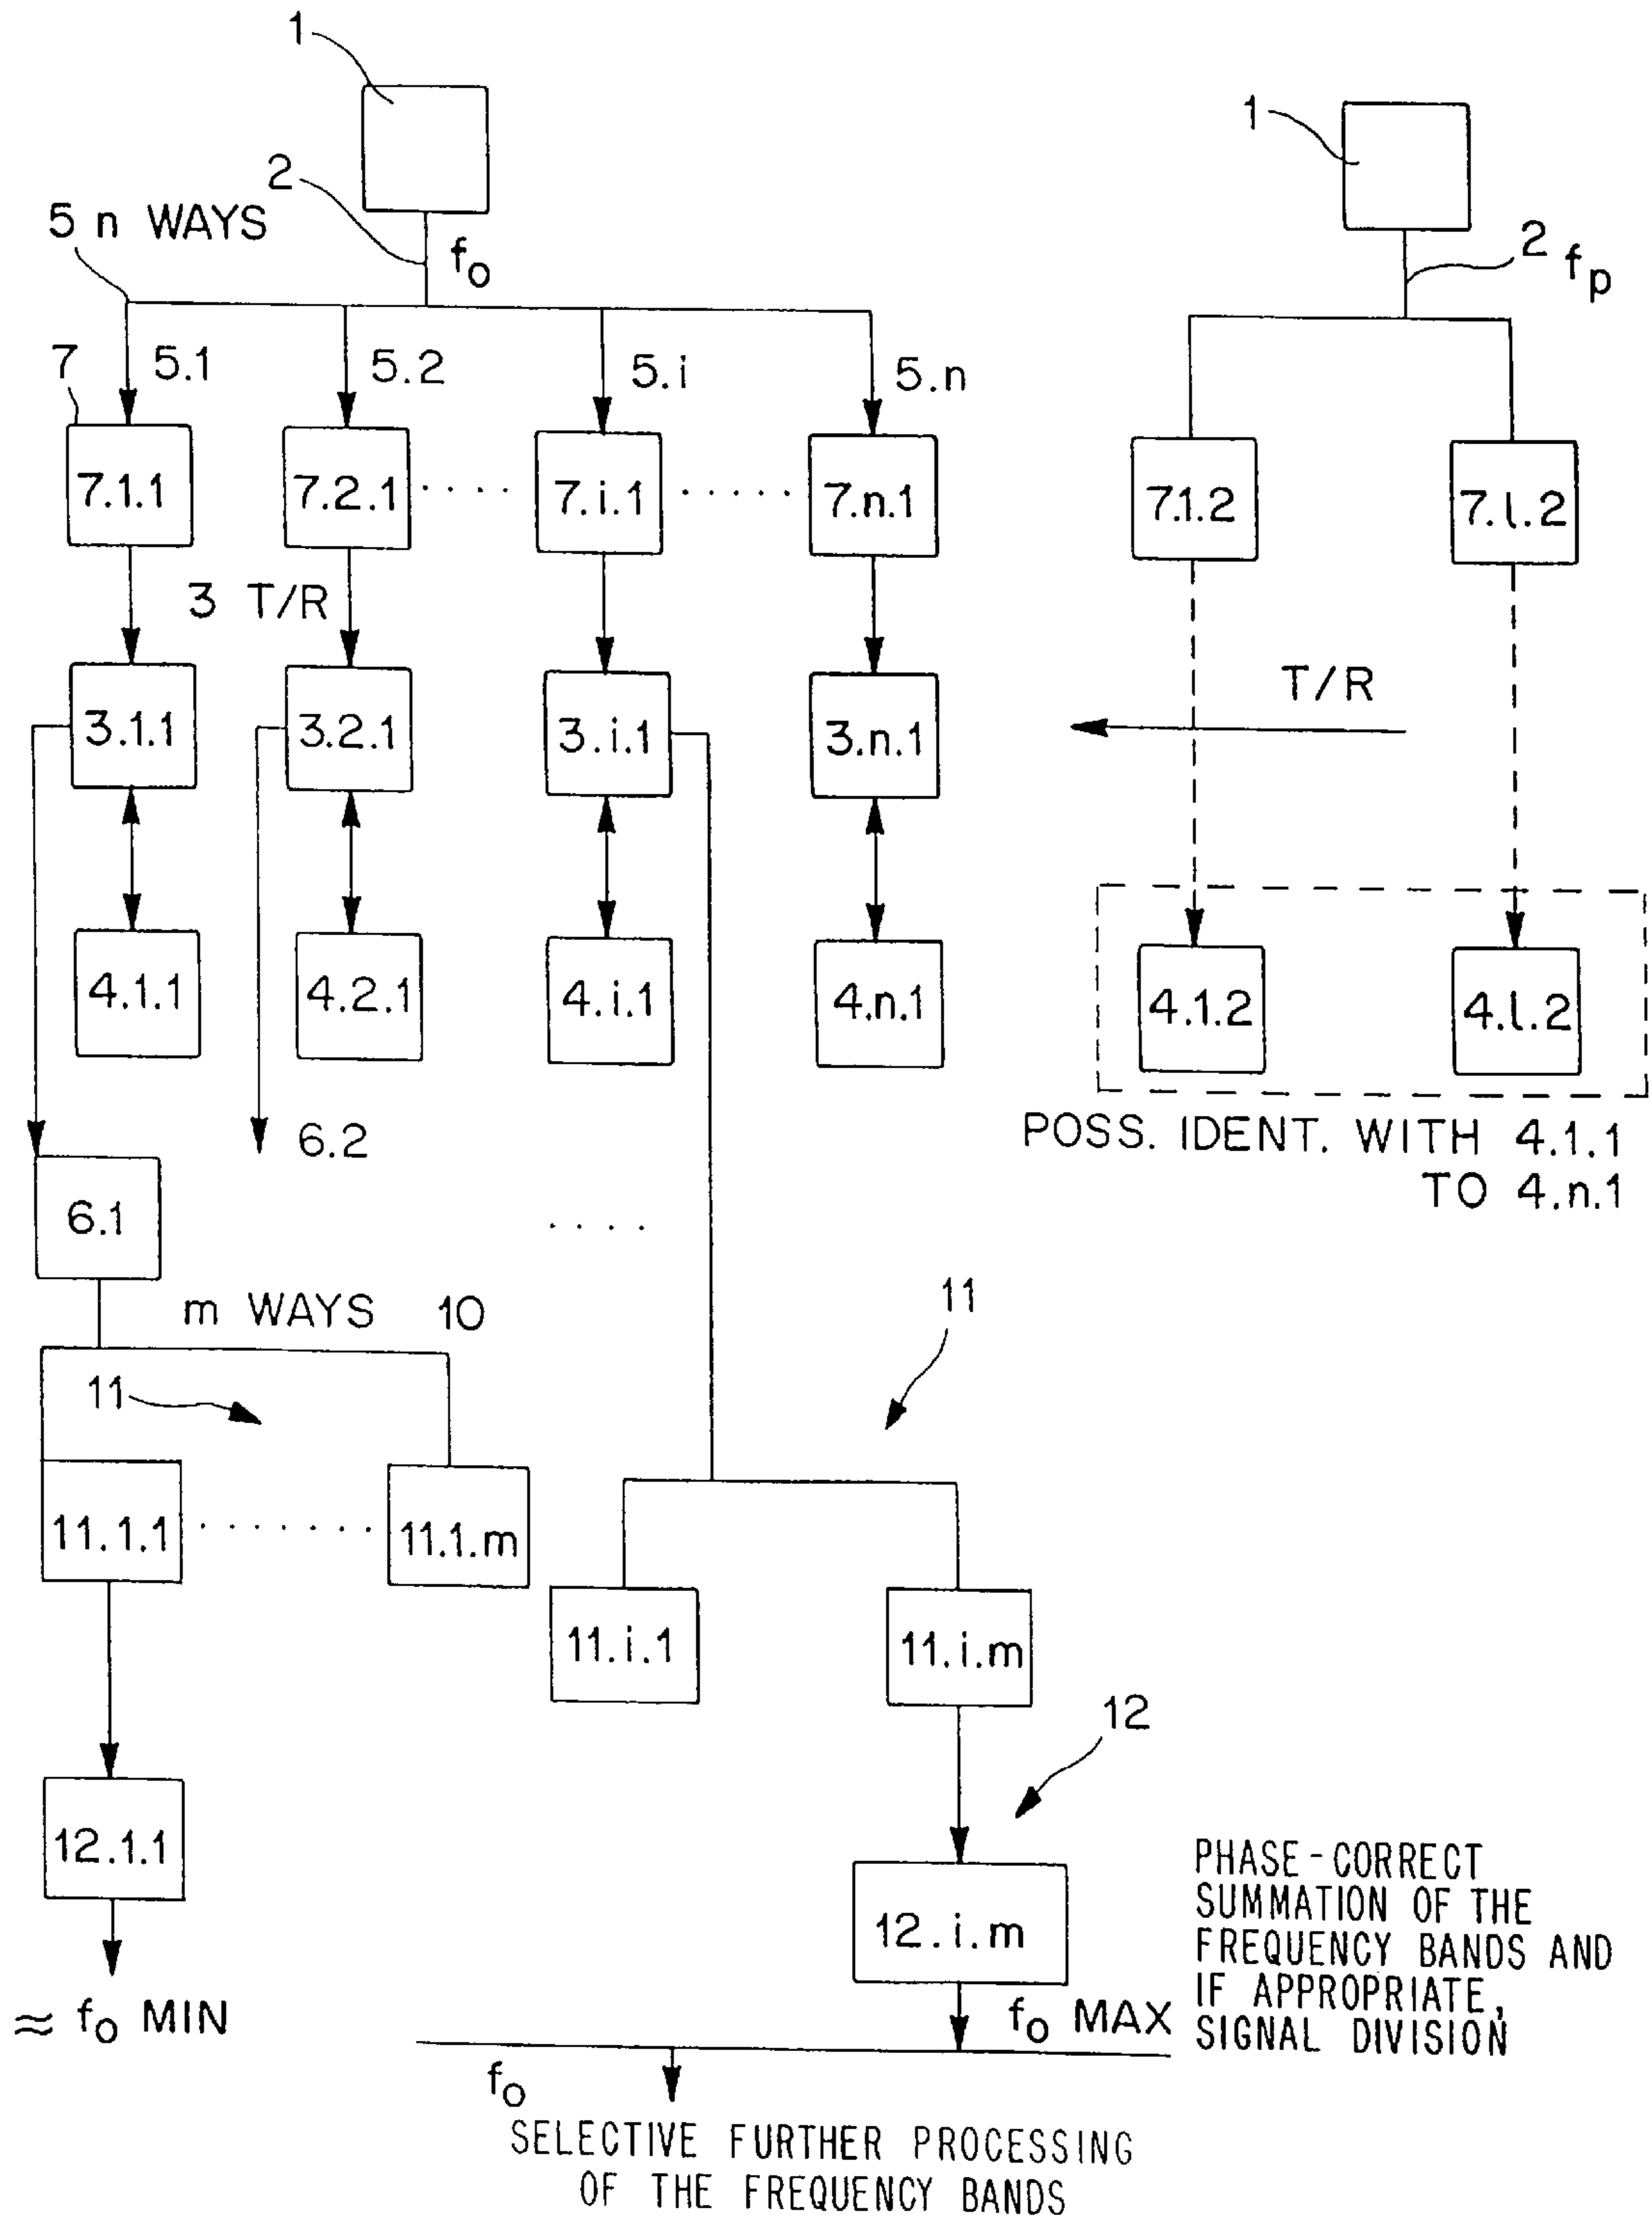 1
1
2
5 n WAYS
f0
2 fp
7
5.1
5.2
5.i
5.n
7.1.1
7.2.1
7.i.1
7.n.1
7.1.2
7.l.2
3 T/R
T/R
3.1.1
3.2.1
3.i.1
3.n.1
4.1.1
4.2.1
4.i.1
4.n.1
4.1.2
4.l.2
6.2
POSS. IDENT. WITH 4.1.1
TO 4.n.1
6.1
m WAYS 10
11
11
11.1.1
11.1.m
11.i.1
11.i.m
12
12.1.1
12.i.m
PHASE-CORRECT
SUMMATION OF THE
FREQUENCY BANDS AND
IF APPROPRIATE,
SIGNAL DIVISION
≈ f0 MIN
f0 MAX
f0
SELECTIVE FURTHER PROCESSING
OF THE FREQUENCY BANDS